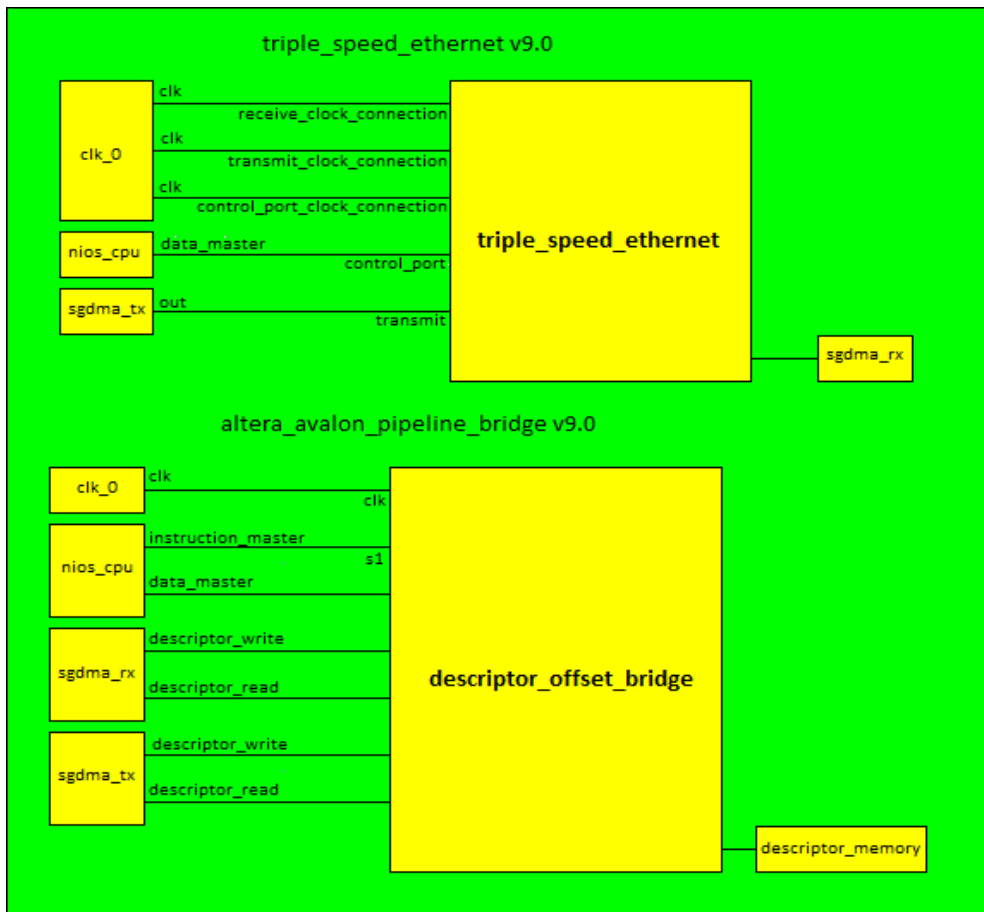 triple_speed_ethernet v9.0
clk
receive_clock_connection
clk_0
clk
transmit_clock_connection
clk
control_port_clock_connection
triple_speed_ethernet
nios_cpu
data_master
control_port
sgdma_tx
out
transmit
sgdma_rx
altera_avalon_pipeline_bridge v9.0
clk_0
clk
clk
nios_cpu
instruction_master
s1
data_master
sgdma_rx
descriptor_write
descriptor_read
descriptor_offset_bridge
sgdma_tx
descriptor_write
descriptor_read
descriptor_memory